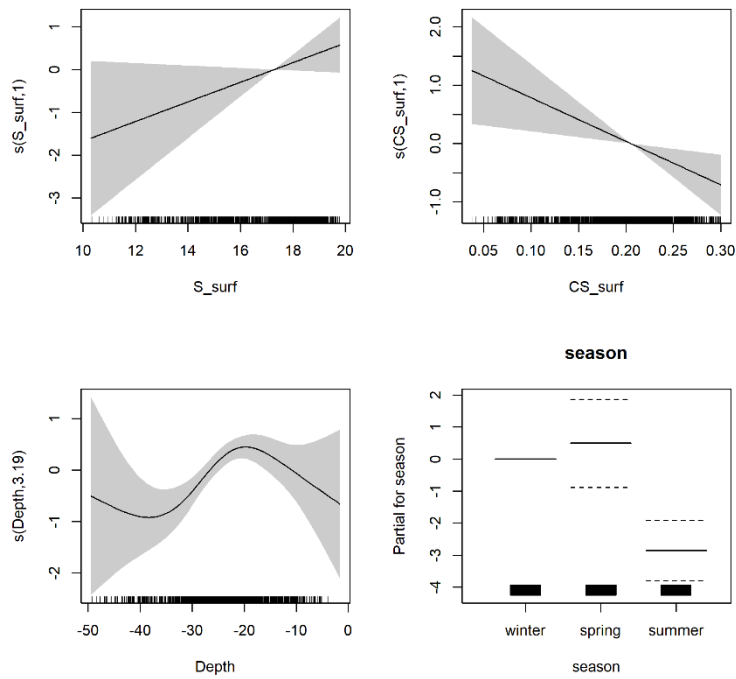 s(S_surf,1)
1
0
-1
-2
-3
10 12 14 16 18 20
S_surf
s(CS_surf,1)
2.0
1.0
0.0
-1.0
0.05 0.10 0.15 0.20 0.25 0.30
CS_surf
s(Depth,3.19)
1
0
-1
-2
-50 -40 -30 -20 -10 0
Depth
season
Partial for season
2
1
0
-1
-2
-3
-4
winter spring summer
season